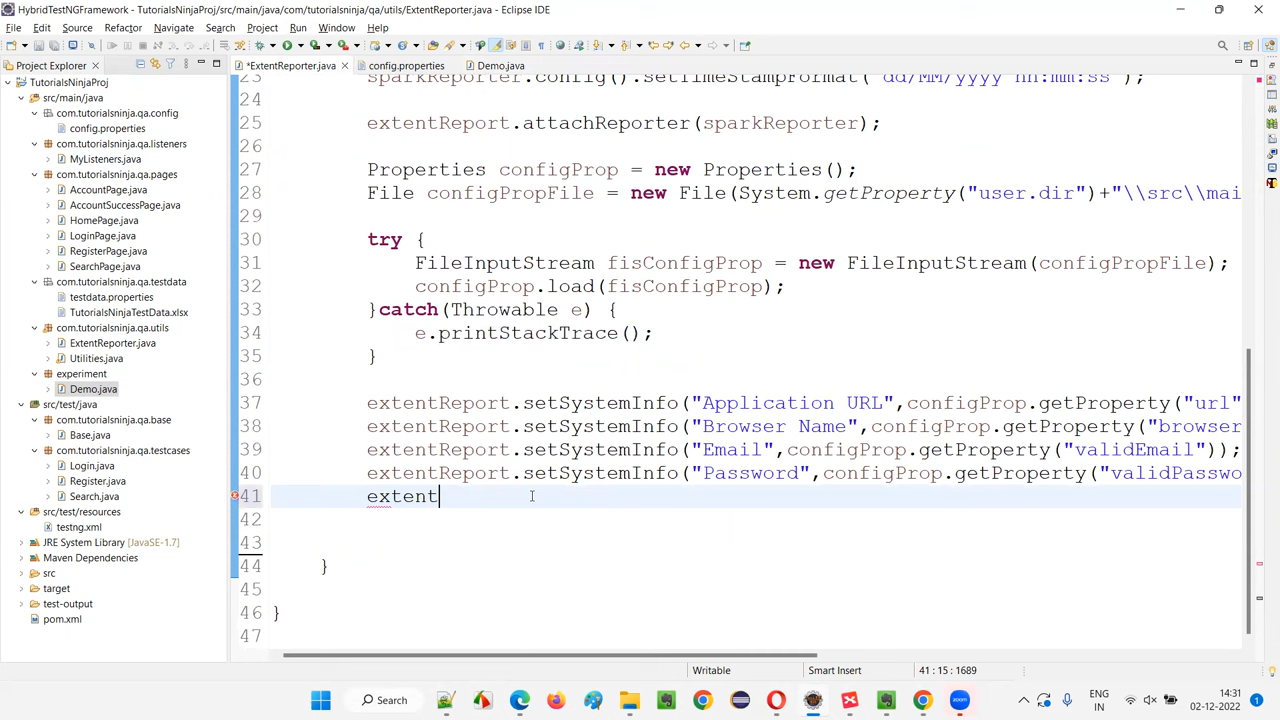 HybridTestNGFramework - TutorialsNinjaProj/src/main/java/com/tutorialsninja/qa/utils/ExtentReporter.java - Eclipse IDE
File Edit Source Refactor Navigate Search Project Run Window Help
Project Explorer
*ExtentReporter.java config.properties Demo.java
TutorialsNinjaProj
src/main/java
com.tutorialsninja.qa.config
config.properties
com.tutorialsninja.qa.listeners
MyListeners.java
com.tutorialsninja.qa.pages
AccountPage.java
AccountSuccessPage.java
HomePage.java
LoginPage.java
RegisterPage.java
SearchPage.java
com.tutorialsninja.qa.testdata
testdata.properties
TutorialsNinjaTestData.xlsx
com.tutorialsninja.qa.utils
ExtentReporter.java
Utilities.java
experiment
Demo.java
src/test/java
com.tutorialsninja.qa.base
Base.java
com.tutorialsninja.qa.testcases
Login.java
Register.java
Search.java
src/test/resources
testng.xml
JRE System Library [JavaSE-1.7]
Maven Dependencies
src
target
test-output
pom.xml
23 sparkReporter.config().setTimeStampFormat("dd/MM/yyyy hh:mm:ss");
24
25 extentReport.attachReporter(sparkReporter);
26
27 Properties configProp = new Properties();
28 File configPropFile = new File(System.getProperty("user.dir")+"\\src\\mai
29
30 try {
31 FileInputStream fisConfigProp = new FileInputStream(configPropFile);
32 configProp.load(fisConfigProp);
33 }catch(Throwable e) {
34 e.printStackTrace();
35 }
36
37 extentReport.setSystemInfo("Application URL",configProp.getProperty("url"
38 extentReport.setSystemInfo("Browser Name",configProp.getProperty("browser
39 extentReport.setSystemInfo("Email",configProp.getProperty("validEmail"));
40 extentReport.setSystemInfo("Password",configProp.getProperty("validPasswo
41 extent
42
43
44 }
45
46 }
47
Writable Smart Insert 41 : 15 : 1689
Search
ENG
IN
14:31
02-12-2022
1